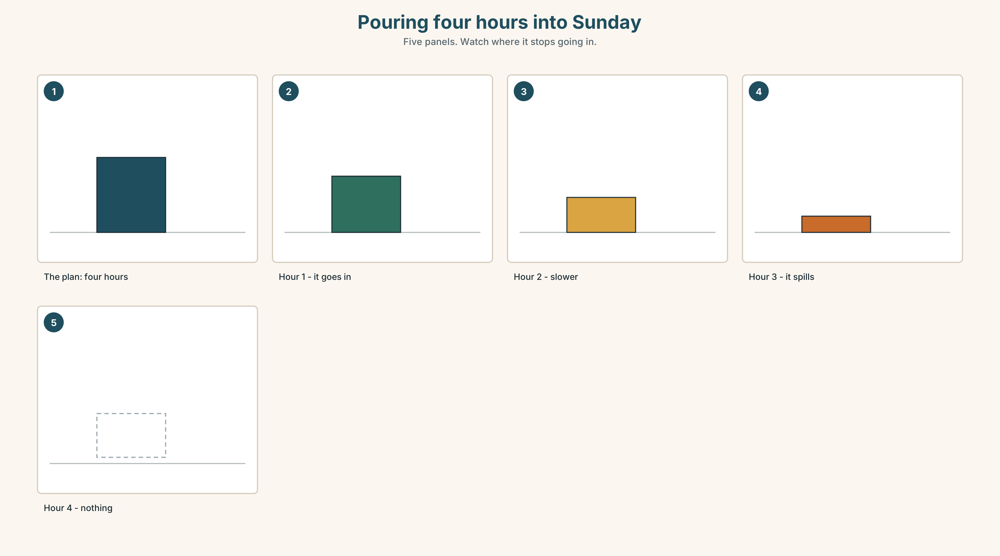 Pouring four hours into Sunday
Five panels. Watch where it stops going in.
1
2
3
4
The plan: four hours
Hour 1 - it goes in
Hour 2 - slower
Hour 3 - it spills
5
Hour 4 - nothing